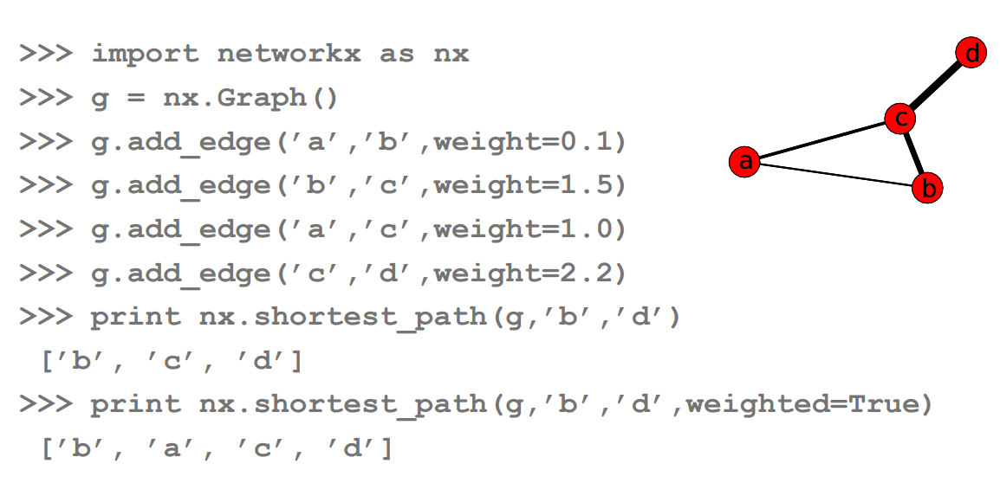 >>> import networkx as nx
>>> g = nx.Graph()
>>> g.add_edge(’a’,’b’,weight=0.1)
>>> g.add_edge(’b’,’c’,weight=1.5)
>>> g.add_edge(’a’,’c’,weight=1.0)
>>> g.add_edge(’c’,’d’,weight=2.2)
>>> print nx.shortest_path(g,’b’,’d’)
[’b’, ’c’, ’d’]
>>> print nx.shortest_path(g,’b’,’d’,weighted=True)
[’b’, ’a’, ’c’, ’d’]
d
c
a
b